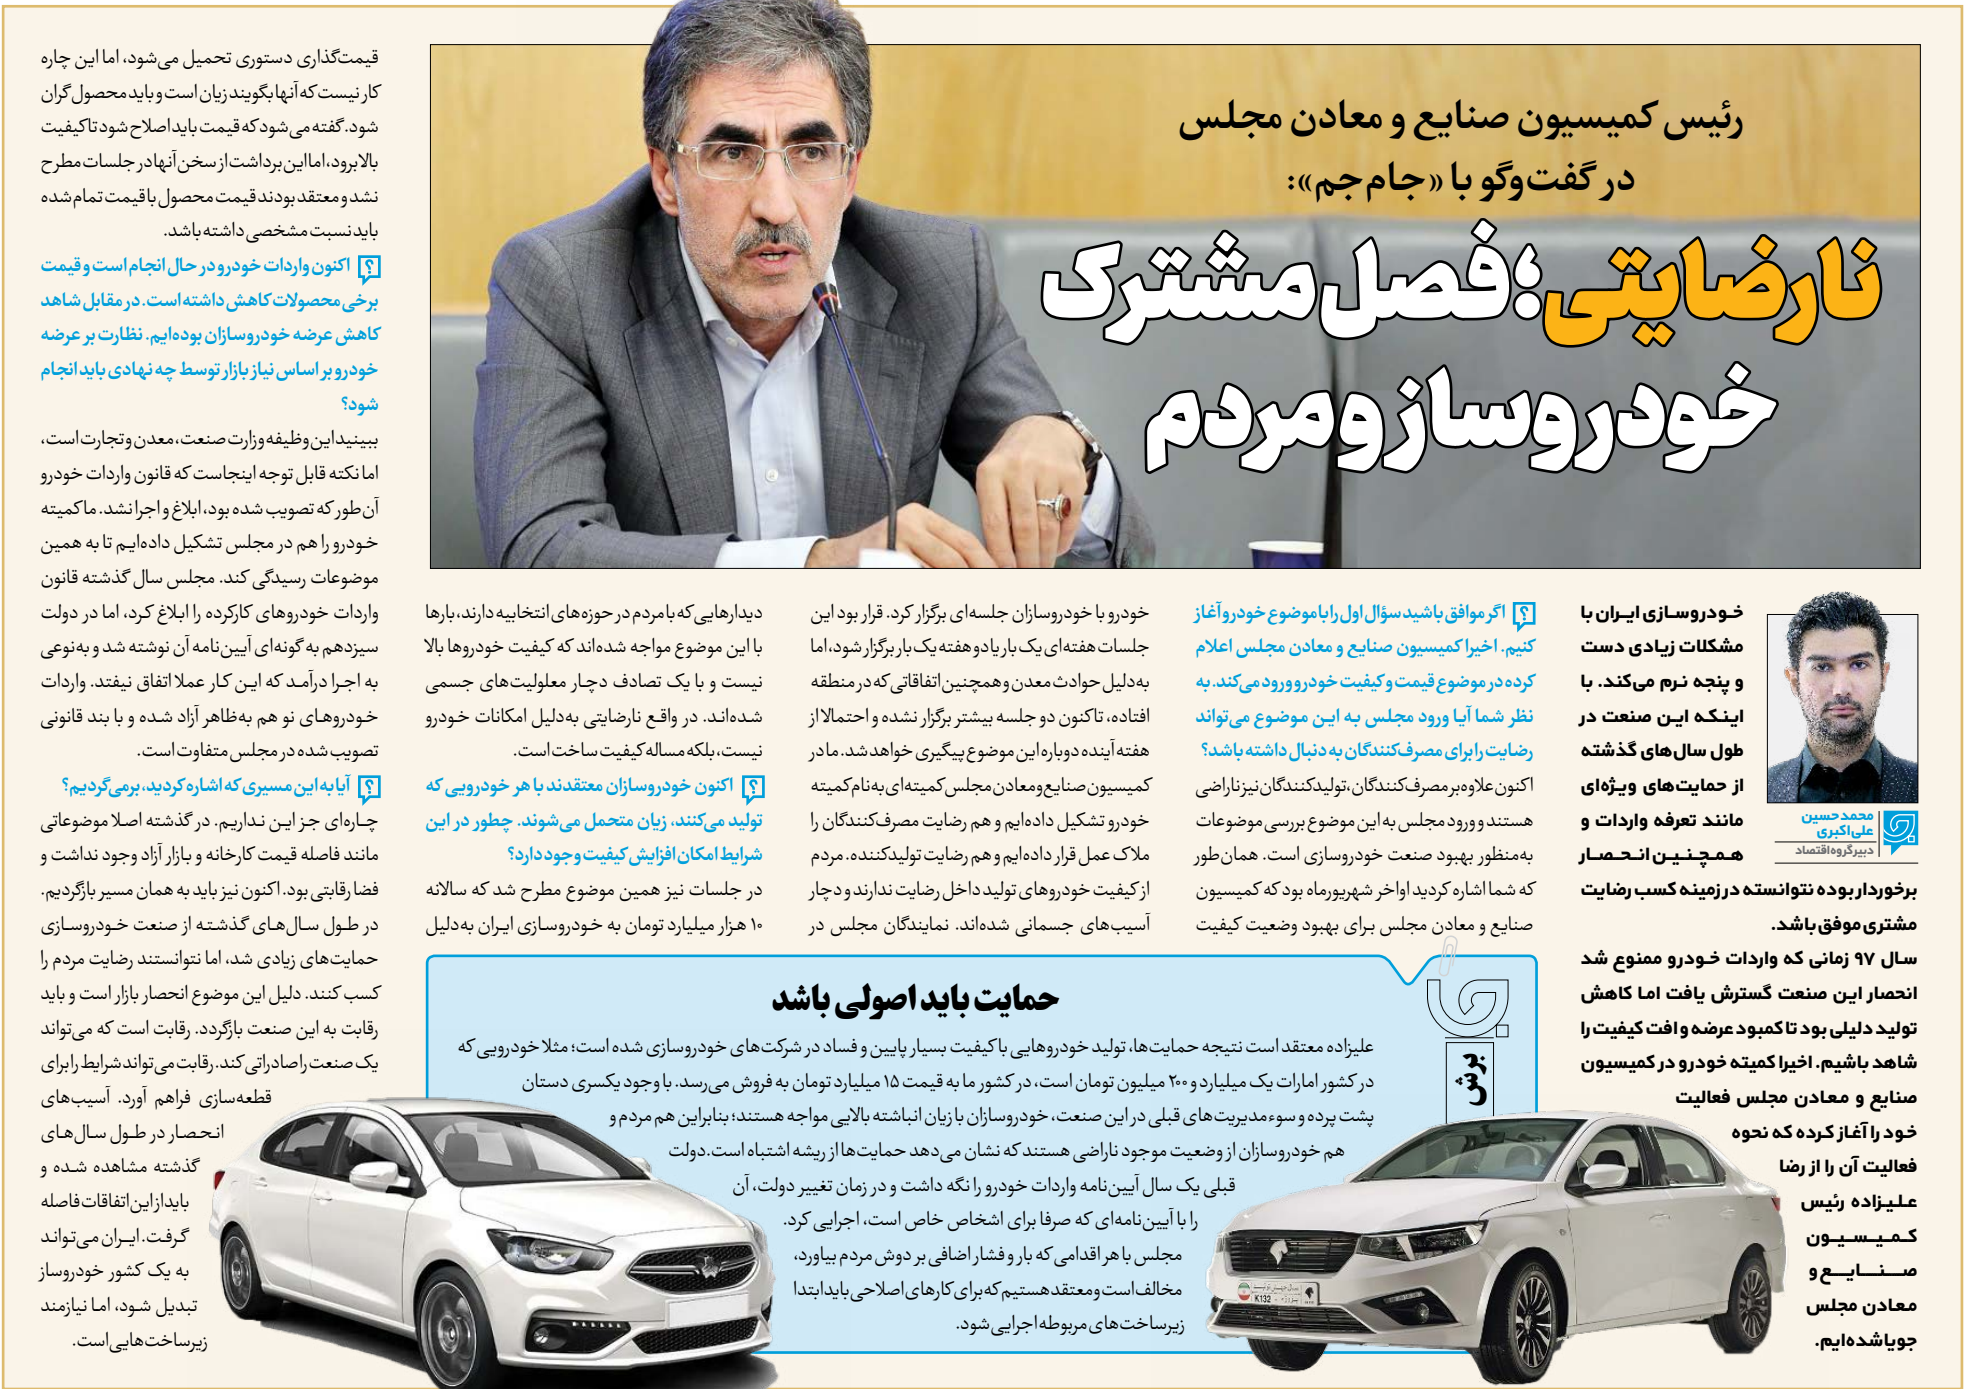 رئیس کمیسیون صنایع و معادن مجلس
در گفت‌وگو با «جام‌جم»:
نارضایتی؛ فصل مشترک
خودروساز و مردم
محمدحسین
علی‌اکبری
دبیر گروه اقتصاد
خودروسازی ایران با
مشکلات زیادی دست
و پنجه نرم می‌کند. با
اینکه این صنعت در
طول سال‌های گذشته
از حمایت‌های ویژه‌ای
مانند تعرفه واردات و
همچنین انحصار
برخوردار بوده نتوانسته در زمینه کسب رضایت
مشتری موفق باشد.
سال ۹۷ زمانی که واردات خودرو ممنوع شد
انحصار این صنعت گسترش یافت اما کاهش
تولید دلیلی بود تا کمبود عرضه و افت کیفیت را
شاهد باشیم. اخیرا کمیته خودرو در کمیسیون
صنایع و معادن مجلس فعالیت
خود را آغاز کرده که نحوه
فعالیت آن را از رضا
علیزاده رئیس
کمیسیون
صنایع و
معادن مجلس
جویا شده‌ایم.
؟ اگر موافق باشید سؤال اول را با موضوع خودرو آغاز
کنیم. اخیرا کمیسیون صنایع و معادن مجلس اعلام
کرده در موضوع قیمت و کیفیت خودرو ورود می‌کند. به
نظر شما آیا ورود مجلس به این موضوع می‌تواند
رضایت را برای مصرف‌کنندگان به دنبال داشته باشد؟
اکنون علاوه بر مصرف‌کنندگان، تولیدکنندگان نیز ناراضی
هستند و ورود مجلس به این موضوع بررسی موضوعات
به‌منظور بهبود صنعت خودروسازی است. همان‌طور
که شما اشاره کردید اواخر شهریورماه بود که کمیسیون
صنایع و معادن مجلس برای بهبود وضعیت کیفیت
خودرو با خودروسازان جلسه‌ای برگزار کرد. قرار بود این
جلسات هفته‌ای یک بار یا دو هفته یک بار برگزار شود، اما
به‌دلیل حوادث معدن و همچنین اتفاقاتی که در منطقه
افتاده، تاکنون دو جلسه بیشتر برگزار نشده و احتمالا از
هفته آینده دوباره این موضوع پیگیری خواهد شد. ما در
کمیسیون صنایع و معادن مجلس کمیته‌ای به‌نام کمیته
خودرو تشکیل داده‌ایم و هم رضایت مصرف‌کنندگان را
ملاک عمل قرار داده‌ایم و هم رضایت تولیدکننده. مردم
از کیفیت خودروهای تولید داخل رضایت ندارند و دچار
آسیب‌های جسمانی شده‌اند. نمایندگان مجلس در
دیدارهایی که با مردم در حوزه‌های انتخابیه دارند، بارها
با این موضوع مواجه شده‌اند که کیفیت خودروها بالا
نیست و با یک تصادف دچار معلولیت‌های جسمی
شده‌اند. در واقع نارضایتی به‌دلیل امکانات خودرو
نیست، بلکه مساله کیفیت ساخت است.
؟ اکنون خودروسازان معتقدند با هر خودرویی که
تولید می‌کنند، زیان متحمل می‌شوند. چطور در این
شرایط امکان افزایش کیفیت وجود دارد؟
در جلسات نیز همین موضوع مطرح شد که سالانه
۱۰ هزار میلیارد تومان به خودروسازی ایران به‌دلیل
قیمت‌گذاری دستوری تحمیل می‌شود، اما این چاره
کار نیست که آنها بگویند زیان است و باید محصول گران
شود. گفته می‌شود که قیمت باید اصلاح شود تا کیفیت
بالا برود، اما این برداشت از سخن آنها در جلسات مطرح
نشد و معتقد بودند قیمت محصول با قیمت تمام‌شده
باید نسبت مشخصی داشته باشد.
؟ اکنون واردات خودرو در حال انجام است و قیمت
برخی محصولات کاهش داشته است. در مقابل شاهد
کاهش عرضه خودروسازان بوده‌ایم. نظارت بر عرضه
خودرو بر اساس نیاز بازار توسط چه نهادی باید انجام
شود؟
ببینید این وظیفه وزارت صنعت، معدن و تجارت است،
اما نکته قابل توجه اینجاست که قانون واردات خودرو
آن‌طور که تصویب شده بود، ابلاغ و اجرا نشد. ما کمیته
خودرو را هم در مجلس تشکیل داده‌ایم تا به همین
موضوعات رسیدگی کند. مجلس سال گذشته قانون
واردات خودروهای کارکرده را ابلاغ کرد، اما در دولت
سیزدهم به گونه‌ای آیین‌نامه آن نوشته شد و به‌نوعی
به اجرا درآمد که این کار عملا اتفاق نیفتد. واردات
خودروهای نو هم به‌ظاهر آزاد شده و با بند قانونی
تصویب شده در مجلس متفاوت است.
؟ آیا به این مسیری که اشاره کردید، برمی‌گردیم؟
چاره‌ای جز این نداریم. در گذشته اصلا موضوعاتی
مانند فاصله قیمت کارخانه و بازار آزاد وجود نداشت و
فضا رقابتی بود. اکنون نیز باید به همان مسیر بازگردیم.
در طول سال‌های گذشته از صنعت خودروسازی
حمایت‌های زیادی شد، اما نتوانستند رضایت مردم را
کسب کنند. دلیل این موضوع انحصار بازار است و باید
رقابت به این صنعت بازگردد. رقابت است که می‌تواند
یک صنعت را صادراتی کند. رقابت می‌تواند شرایط را برای
قطعه‌سازی فراهم آورد. آسیب‌های
انحصار در طول سال‌های
گذشته مشاهده شده و
باید از این اتفاقات فاصله
گرفت. ایران می‌تواند
به یک کشور خودروساز
تبدیل شود، اما نیازمند
زیرساخت‌هایی است.
برش
حمایت باید اصولی باشد
علیزاده معتقد است نتیجه حمایت‌ها، تولید خودروهایی با کیفیت بسیار پایین و فساد در شرکت‌های خودروسازی شده است؛ مثلا خودرویی که
در کشور امارات یک میلیارد و ۲۰۰ میلیون تومان است، در کشور ما به قیمت ۱۵ میلیارد تومان به فروش می‌رسد. با وجود یکسری دستان
پشت پرده و سوءمدیریت‌های قبلی در این صنعت، خودروسازان با زیان انباشته بالایی مواجه هستند؛ بنابراین هم مردم و
هم خودروسازان از وضعیت موجود ناراضی هستند که نشان می‌دهد حمایت‌ها از ریشه اشتباه است. دولت
قبلی یک سال آیین‌نامه واردات خودرو را نگه داشت و در زمان تغییر دولت، آن
را با آیین‌نامه‌ای که صرفا برای اشخاص خاص است، اجرایی کرد.
مجلس با هر اقدامی که بار و فشار اضافی بر دوش مردم بیاورد،
مخالف است و معتقد هستیم که برای کارهای اصلاحی باید ابتدا
زیرساخت‌های مربوطه اجرایی شود.
K132